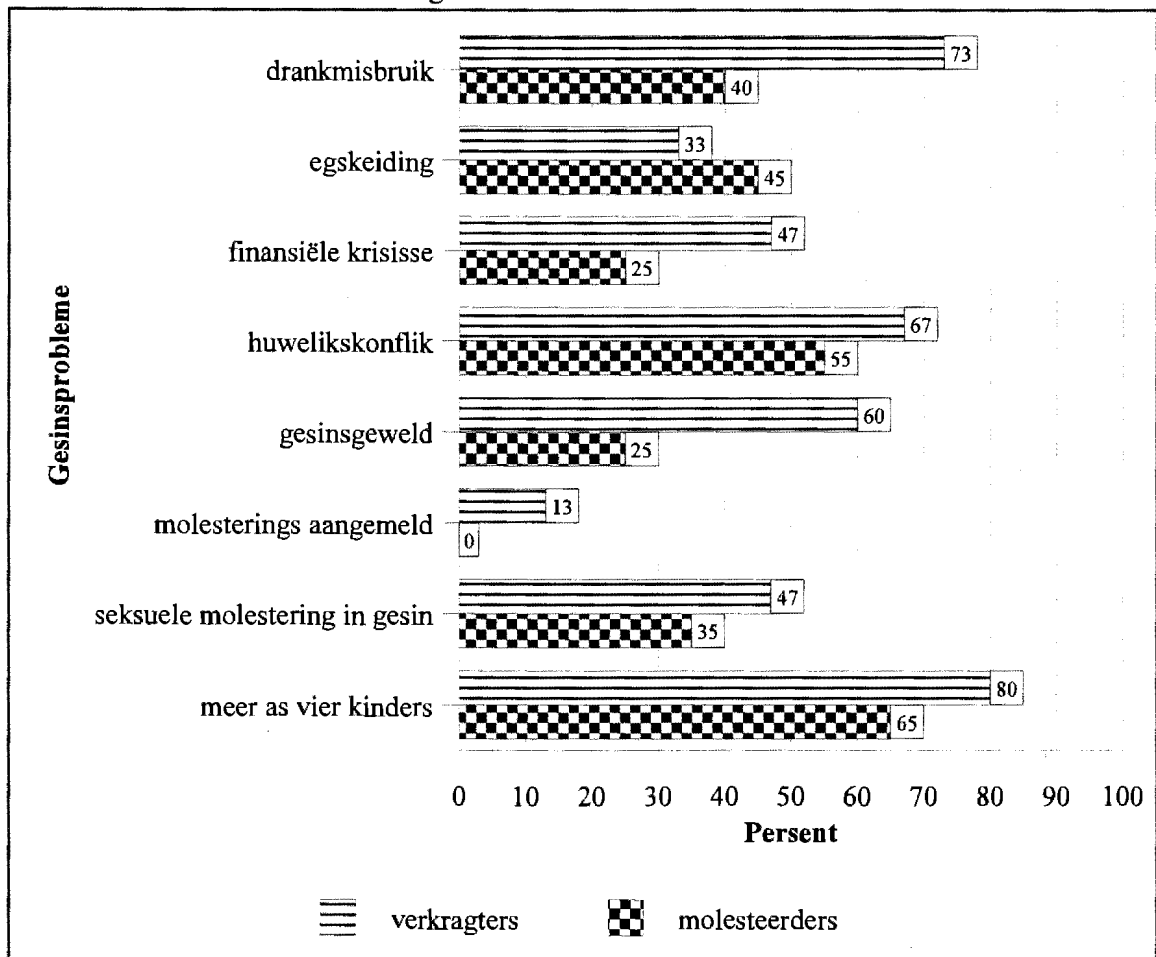 drankmisbruik
73
40
egskeiding
33
45
finansiële krisisse
47
25
huwelikskonflik
67
55
gesinsgeweld
60
25
molesterings aangemeld
13
0
seksuele molestering in gesin
47
35
meer as vier kinders
80
65
Gesinsprobleme
0 10 20 30 40 50 60 70 80 90 100
Persent
verkragters molesteerders